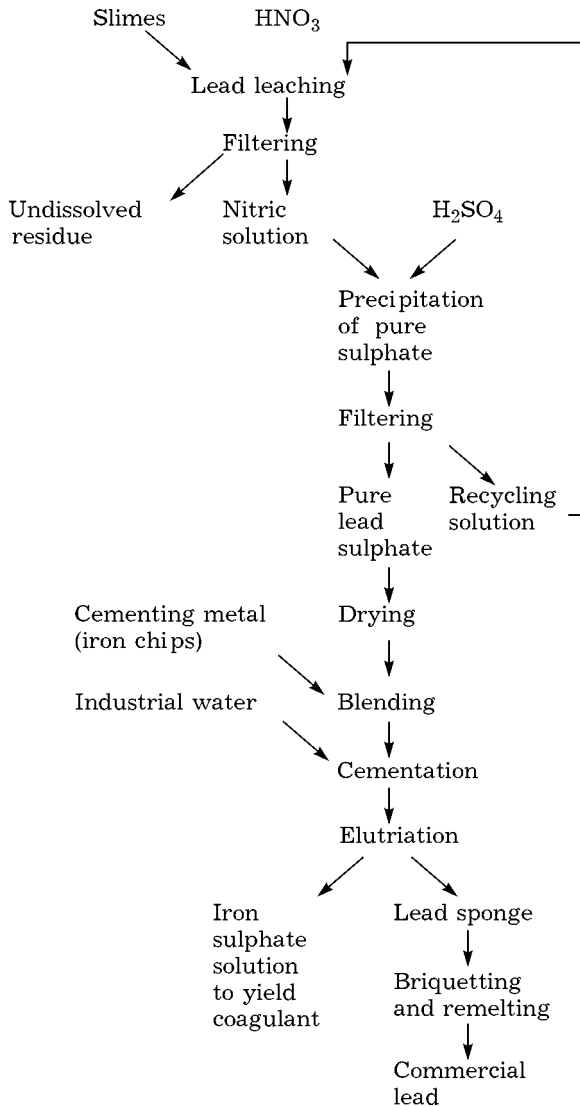 Slimes
HNO3
Lead leaching
Filtering
Undissolved
residue
Nitric
solution
H2SO4
Precipitation
of pure
sulphate
Filtering
Pure
lead
sulphate
Recycling
solution
Cementing metal
(iron chips)
Drying
Industrial water
Blending
Cementation
Elutriation
Iron
sulphate
solution
to yield
coagulant
Lead sponge
Briquetting
and remelting
Commercial
lead